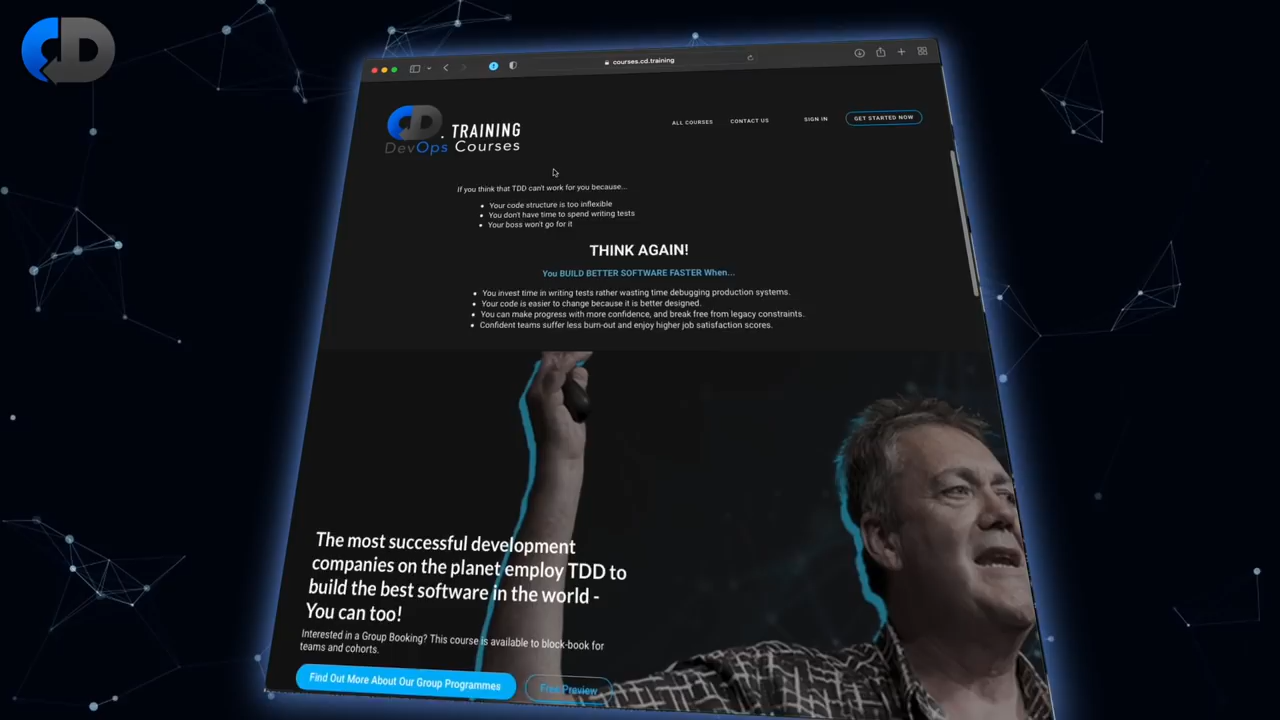 CD
courses.cd.training
CD. TRAINING
DevOps Courses
ALL COURSES
CONTACT US
SIGN IN
GET STARTED NOW
If you think that TDD can't work for you because...
Your code structure is too inflexible
You don't have time to spend writing tests
Your boss won't go for it
THINK AGAIN!
You BUILD BETTER SOFTWARE FASTER When...
You invest time in writing tests rather wasting time debugging production systems.
Your code is easier to change because it is better designed.
You can make progress with more confidence, and break free from legacy constraints.
Confident teams suffer less burn-out and enjoy higher job satisfaction scores.
The most successful development
companies on the planet employ TDD to
build the best software in the world -
You can too!
Interested in a Group Booking? This course is available to block-book for
teams and cohorts.
Find Out More About Our Group Programmes
Free Preview